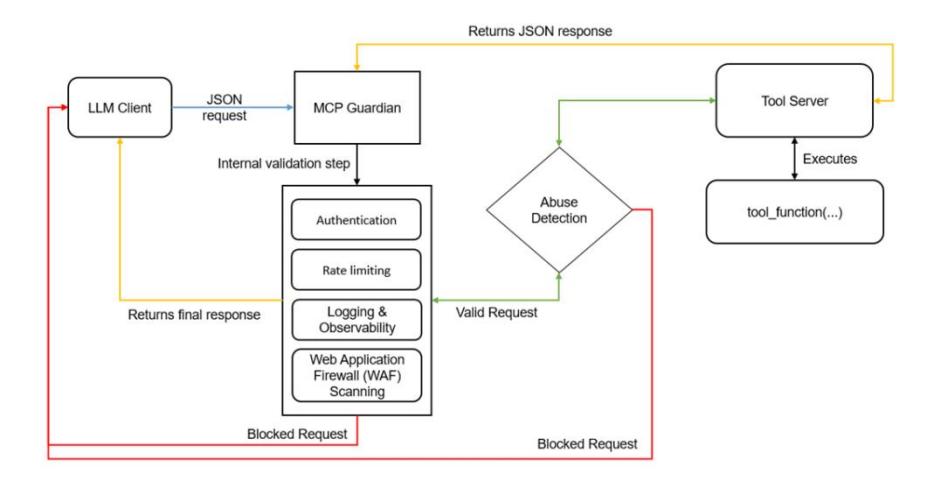 Returns JSON response
LLM Client
JSON
request
MCP Guardian
Tool Server
Internal validation step
Executes
Authentication
Abuse
Detection
tool_function(...)
Rate limiting
Returns final response
Logging &
Observability
Valid Request
Web Application
Firewall (WAF)
Scanning
Blocked Request
Blocked Request